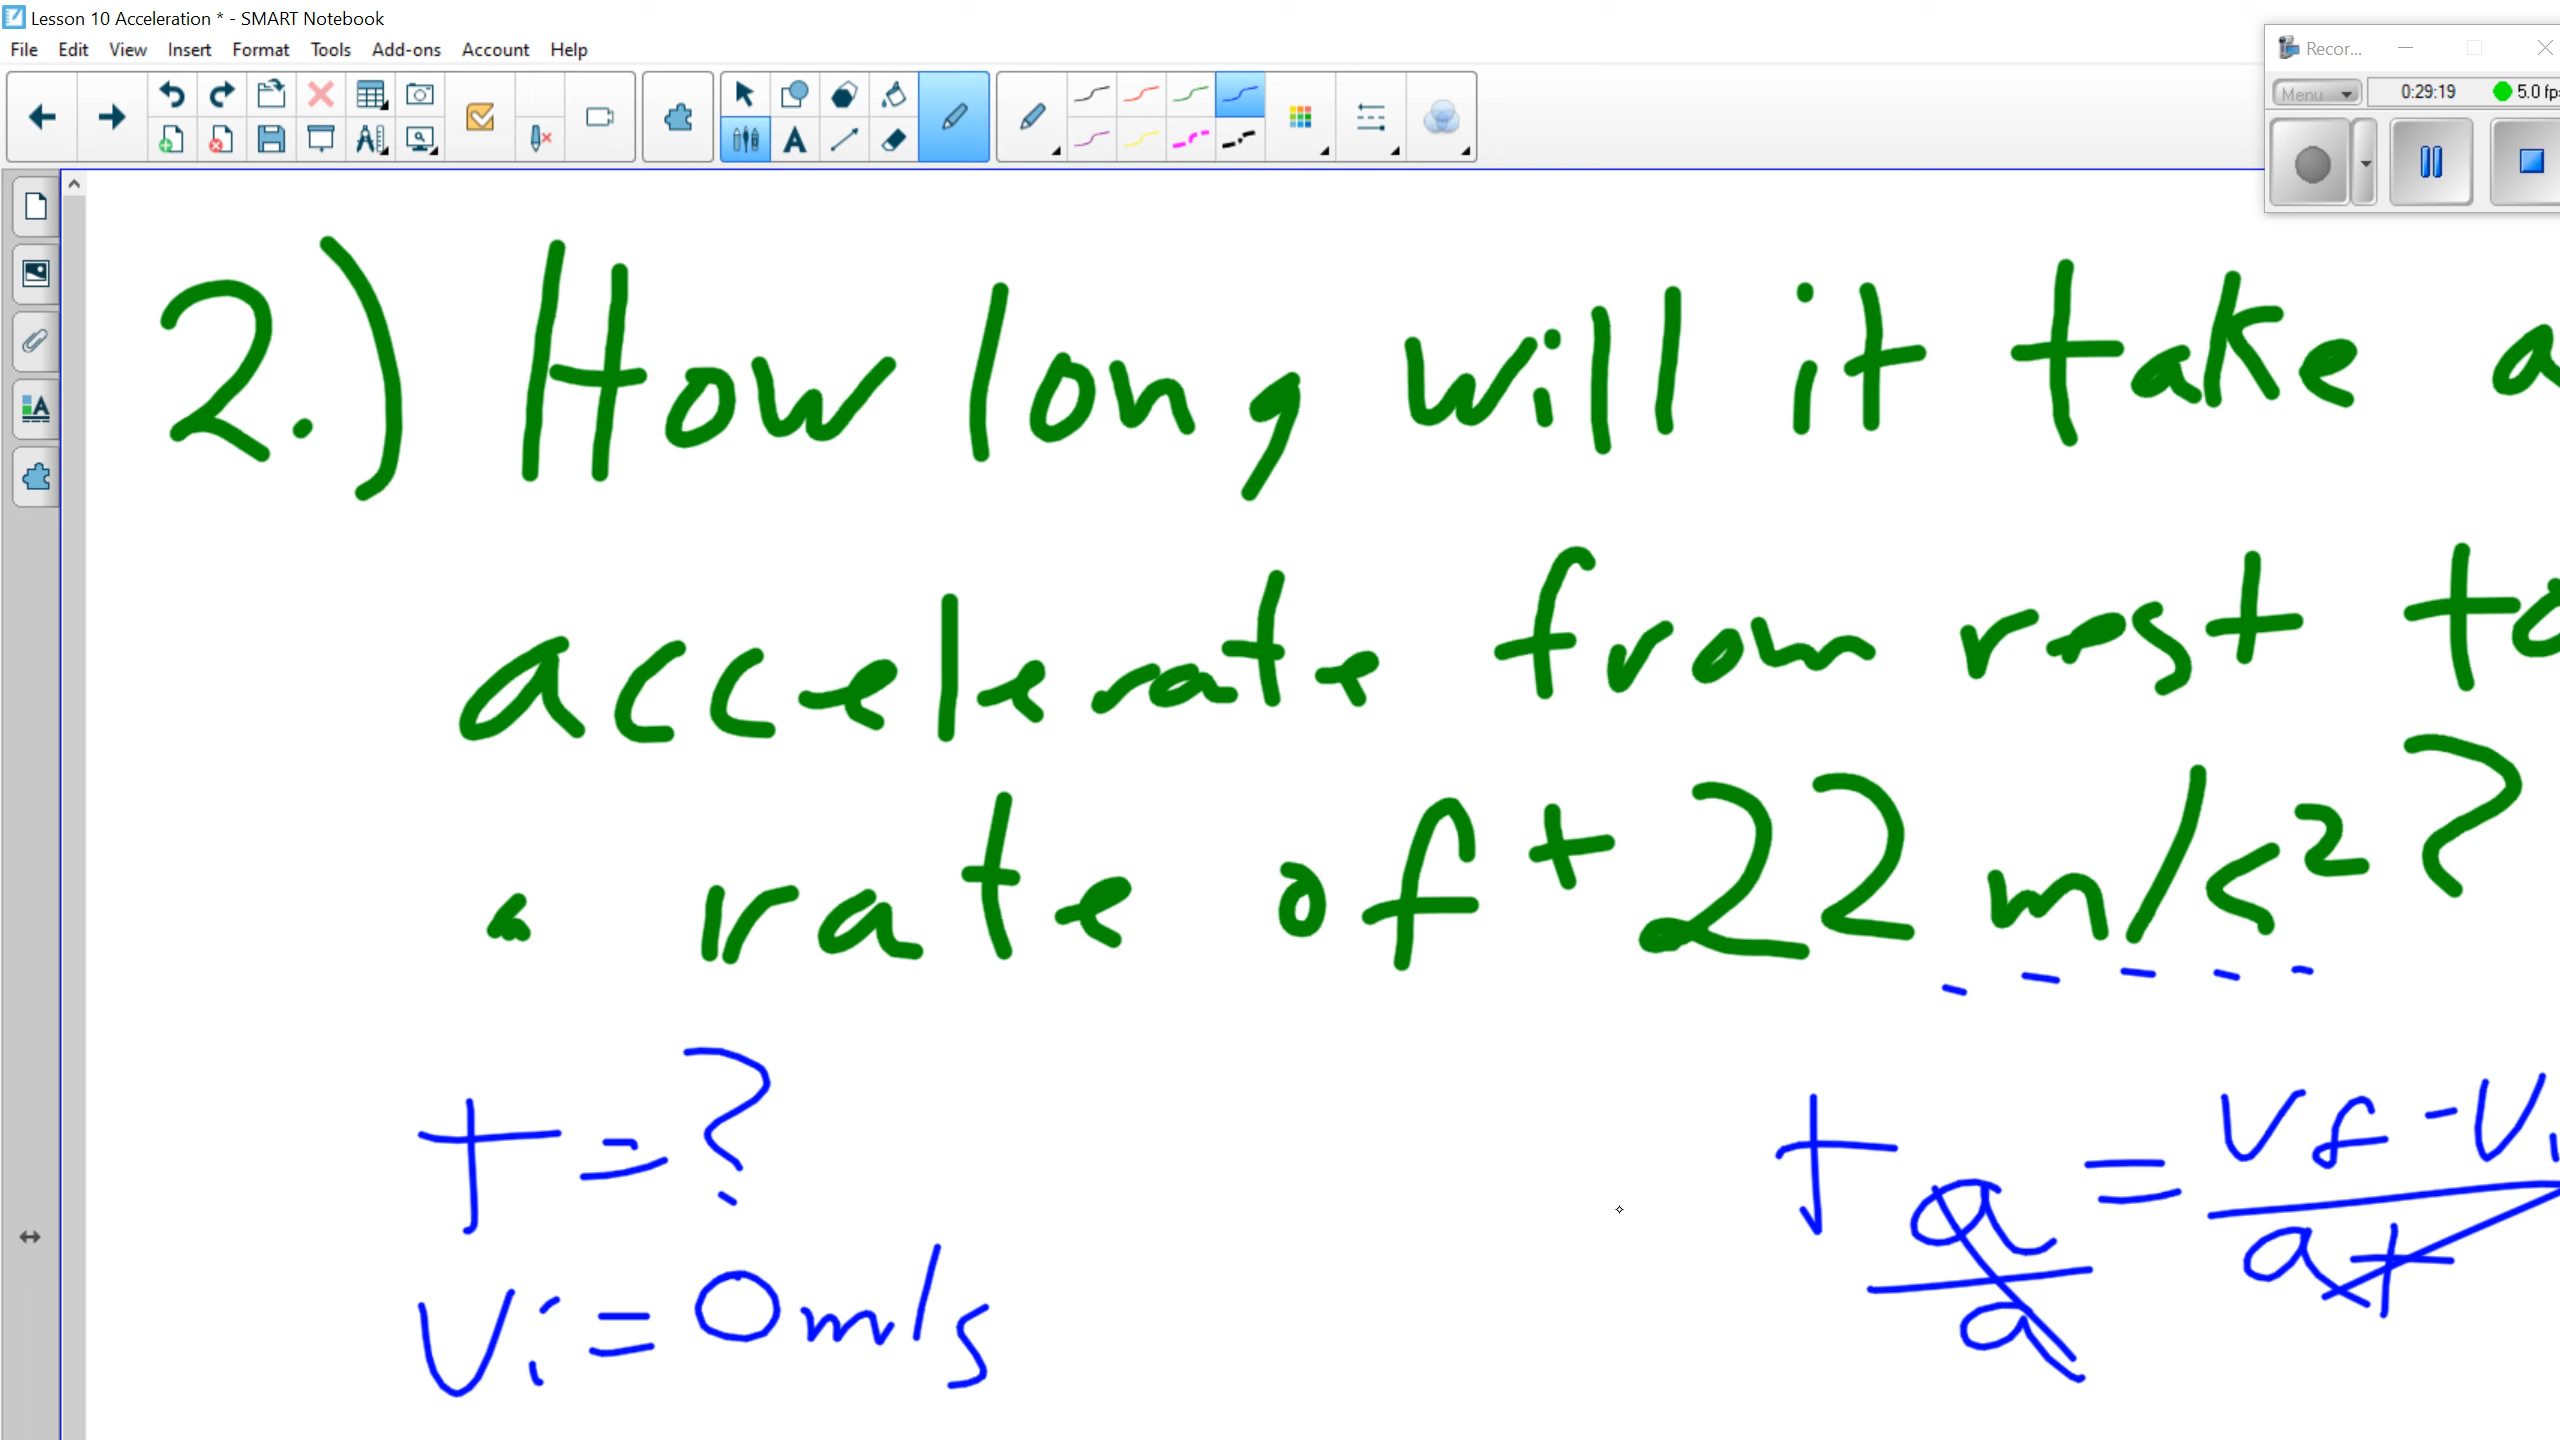 Lesson 10 Acceleration * - SMART Notebook
File Edit View Insert Format Tools Add-ons Account Help
Recor...
Menu 0:29:19 5.0 fp
2.) How long will it take a
accelerate from rest to
a rate of +22 m/s²?
t = ?
vi = 0 m/s
t a/a = vf - vi / at